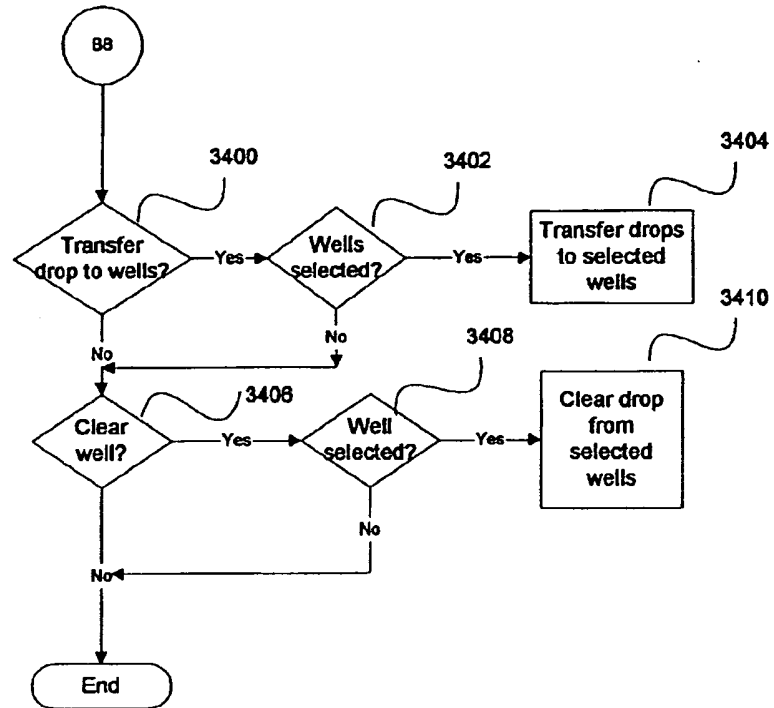 B8
3400
3402
3404
Transfer
drop to wells?
Yes
Wells
selected?
Yes
Transfer drops
to selected
wells
No
No
3406
3408
3410
Clear
well?
Yes
Well
selected?
Yes
Clear drop
from
selected
wells
No
No
End